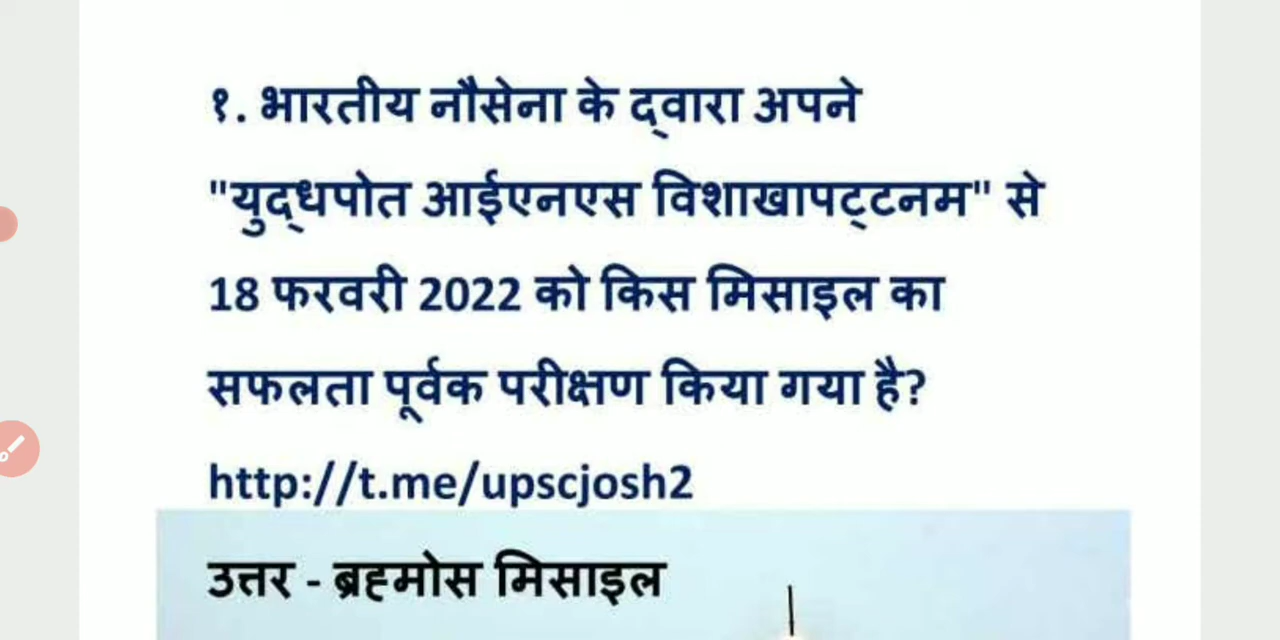 १. भारतीय नौसेना के द्वारा अपने
"युद्धपोत आईएनएस विशाखापट्टनम" से
18 फरवरी 2022 को किस मिसाइल का
सफलता पूर्वक परीक्षण किया गया है?
http://t.me/upscjosh2
उत्तर - ब्रह्मोस मिसाइल